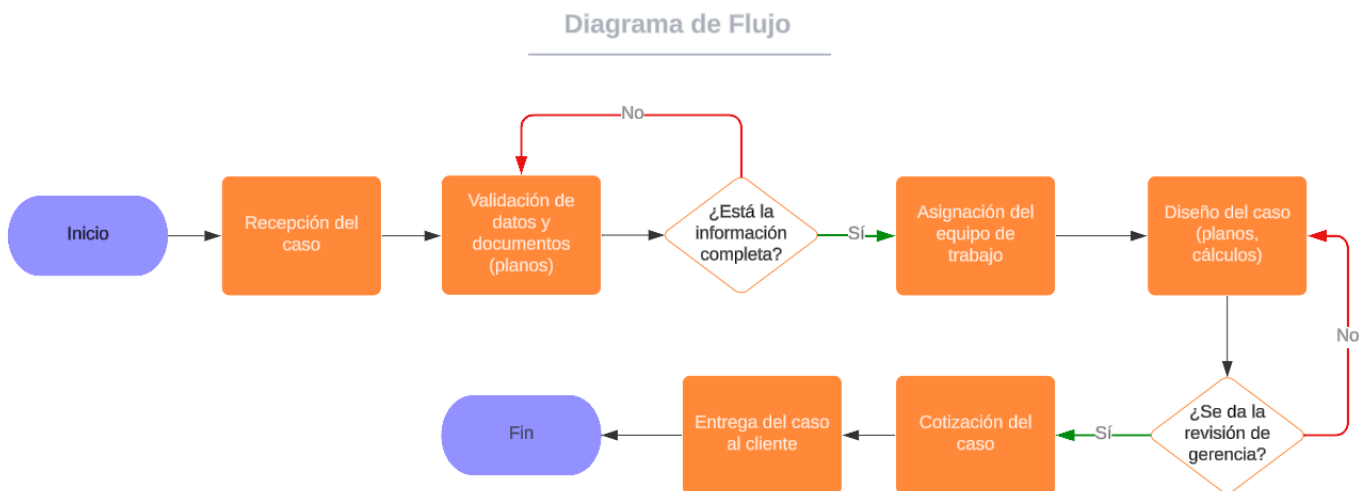 Diagrama de Flujo
No
Inicio
Recepción del
caso
Validación de
datos y
documentos
(planos)
¿Está la
información
completa?
Sí
Asignación del
equipo de
trabajo
Diseño del caso
(planos,
cálculos)
No
¿Se da la
revisión de
gerencia?
Sí
Cotización del
caso
Entrega del caso
al cliente
Fin